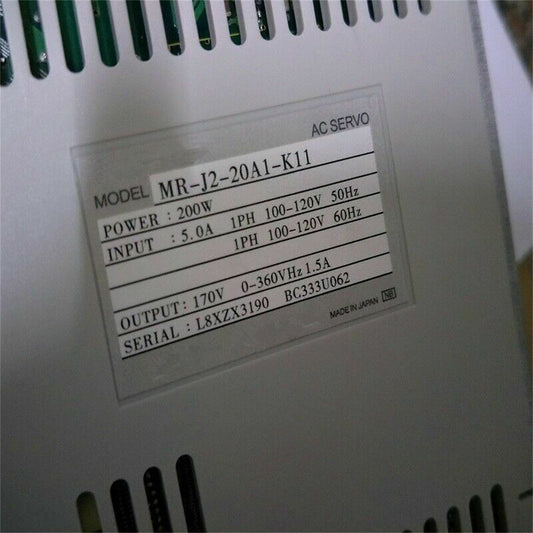 AC SERVO
MODEL MR-J2-20A1-K11
POWER : 200W
INPUT : 5.0A 1PH 100-120V 50Hz
1PH 100-120V 60Hz
OUTPUT: 170V 0-360VHz 1.5A
SERIAL : L8XZX3190 BC333U062
MADE IN JAPAN